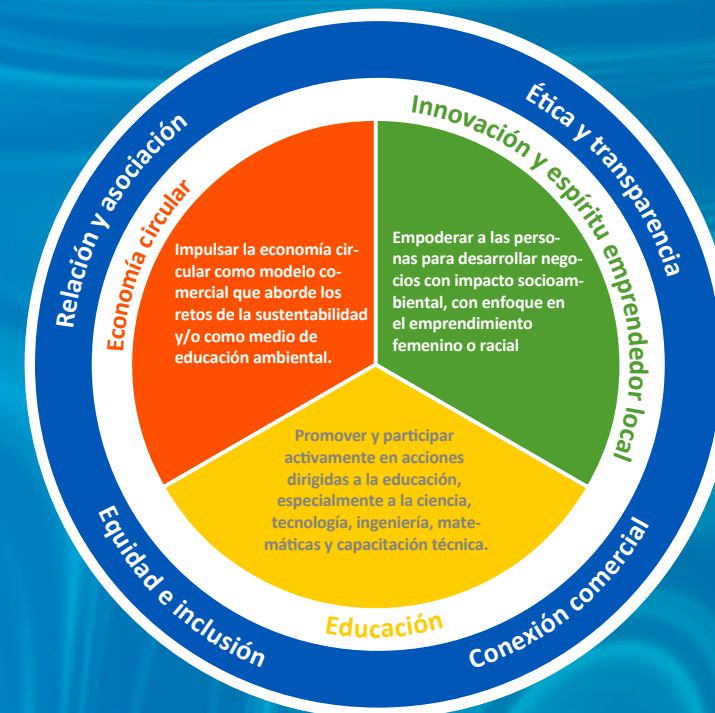 Relación y asociación
Ética y transparencia
Economía circular
Innovación y espíritu emprendedor local
Impulsar la economía cir-
cular como modelo co-
mercial que aborde los
retos de la sustentabilidad
y/o como medio de
educación ambiental.
Empoderar a las perso-
nas para desarrollar nego-
cios con impacto socioam-
biental, con enfoque en
el emprendimiento
femenino o racial
Promover y participar
activamente en acciones
dirigidas a la educación,
especialmente a la ciencia,
tecnología, ingeniería, mate-
máticas y capacitación técnica.
Educación
Equidad e inclusión
Conexión comercial